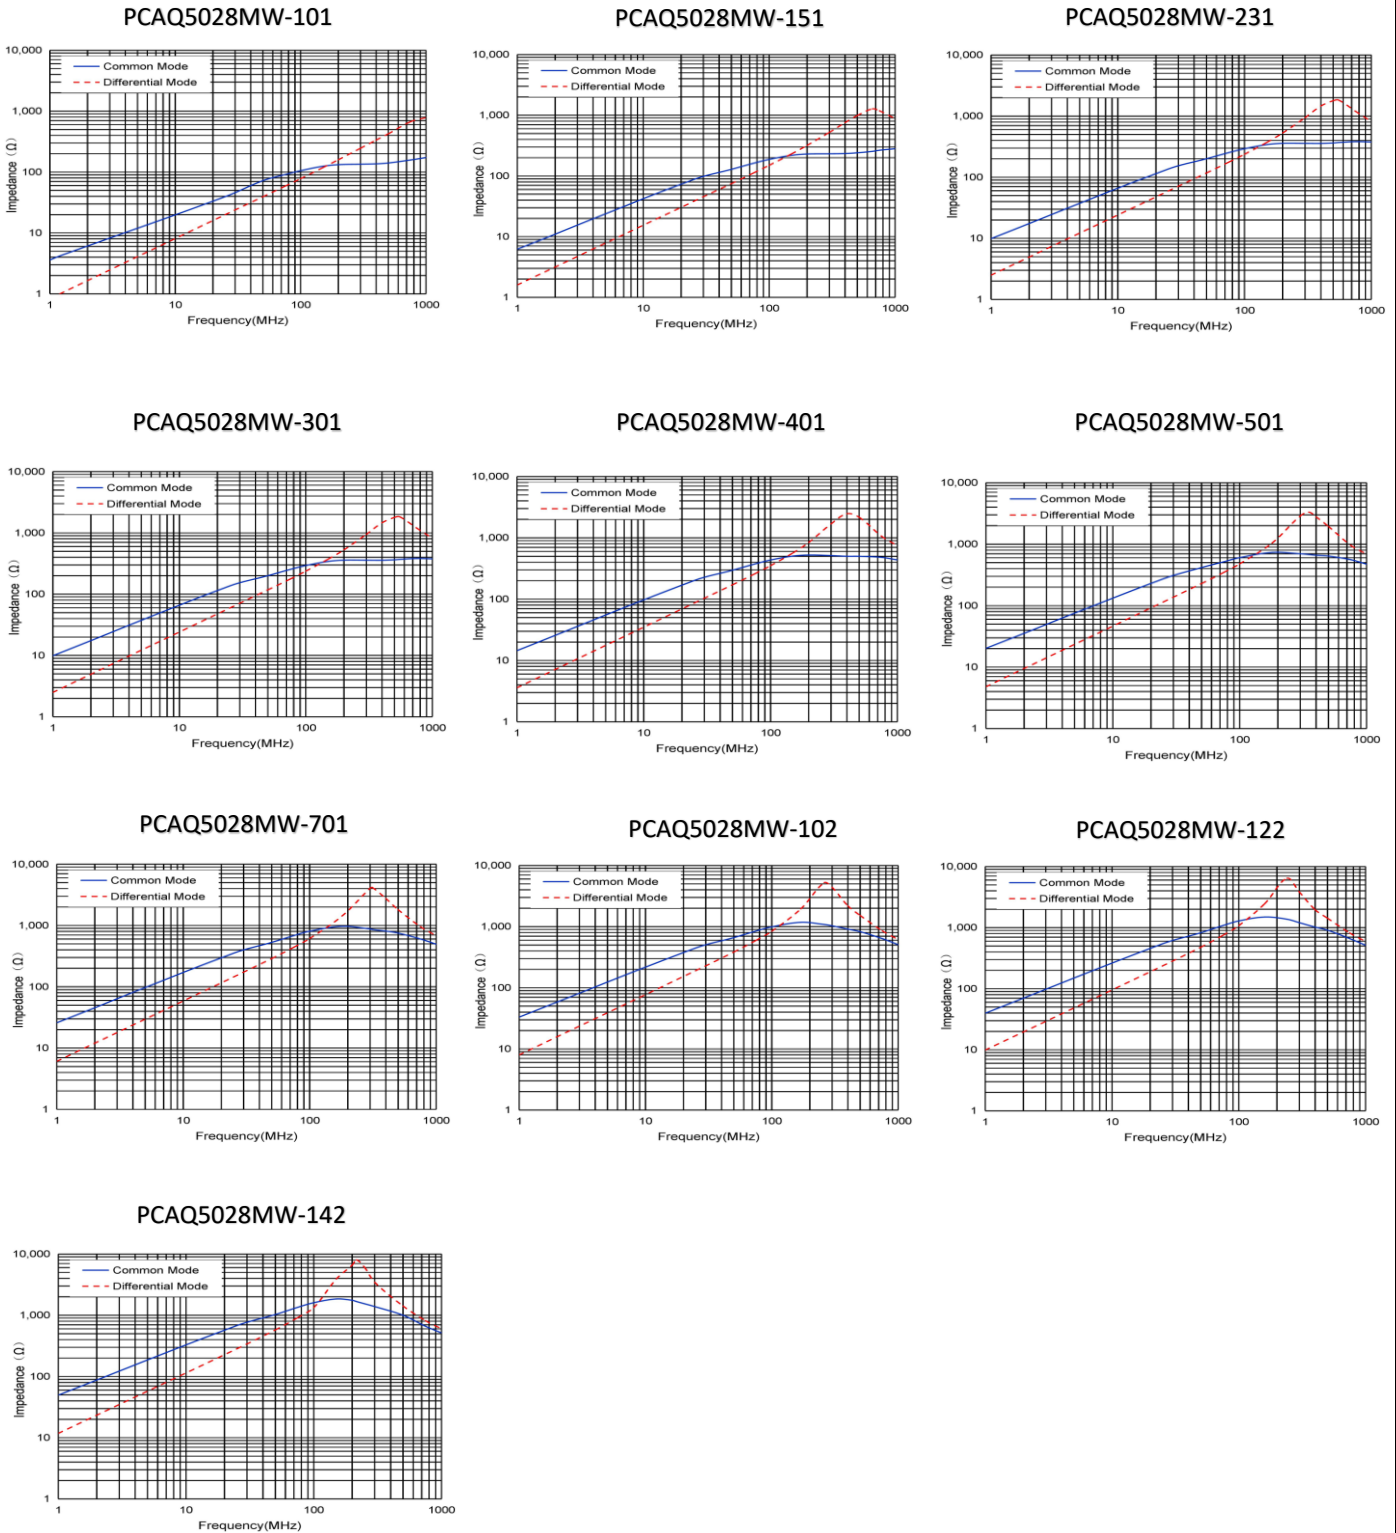 PCAQ5028MW-101
10,000
Common Mode
Differential Mode
1,000
100
10
1
Impedance (Ω)
1 10 100 1000
Frequency(MHz)
PCAQ5028MW-151
10,000
Common Mode
Differential Mode
1,000
100
10
1
Impedance (Ω)
1 10 100 1000
Frequency(MHz)
PCAQ5028MW-231
10,000
Common Mode
Differential Mode
1,000
100
10
1
Impedance (Ω)
1 10 100 1000
Frequency(MHz)
PCAQ5028MW-301
10,000
Common Mode
Differential Mode
1,000
100
10
1
Impedance (Ω)
1 10 100 1000
Frequency(MHz)
PCAQ5028MW-401
10,000
Common Mode
Differential Mode
1,000
100
10
1
Impedance (Ω)
1 10 100 1000
Frequency(MHz)
PCAQ5028MW-501
10,000
Common Mode
Differential Mode
1,000
100
10
1
Impedance (Ω)
1 10 100 1000
Frequency(MHz)
PCAQ5028MW-701
10,000
Common Mode
Differential Mode
1,000
100
10
1
Impedance (Ω)
1 10 100 1000
Frequency(MHz)
PCAQ5028MW-102
10,000
Common Mode
Differential Mode
1,000
100
10
1
Impedance (Ω)
1 10 100 1000
Frequency(MHz)
PCAQ5028MW-122
10,000
Common Mode
Differential Mode
1,000
100
10
1
Impedance (Ω)
1 10 100 1000
Frequency(MHz)
PCAQ5028MW-142
10,000
Common Mode
Differential Mode
1,000
100
10
1
Impedance (Ω)
1 10 100 1000
Frequency(MHz)